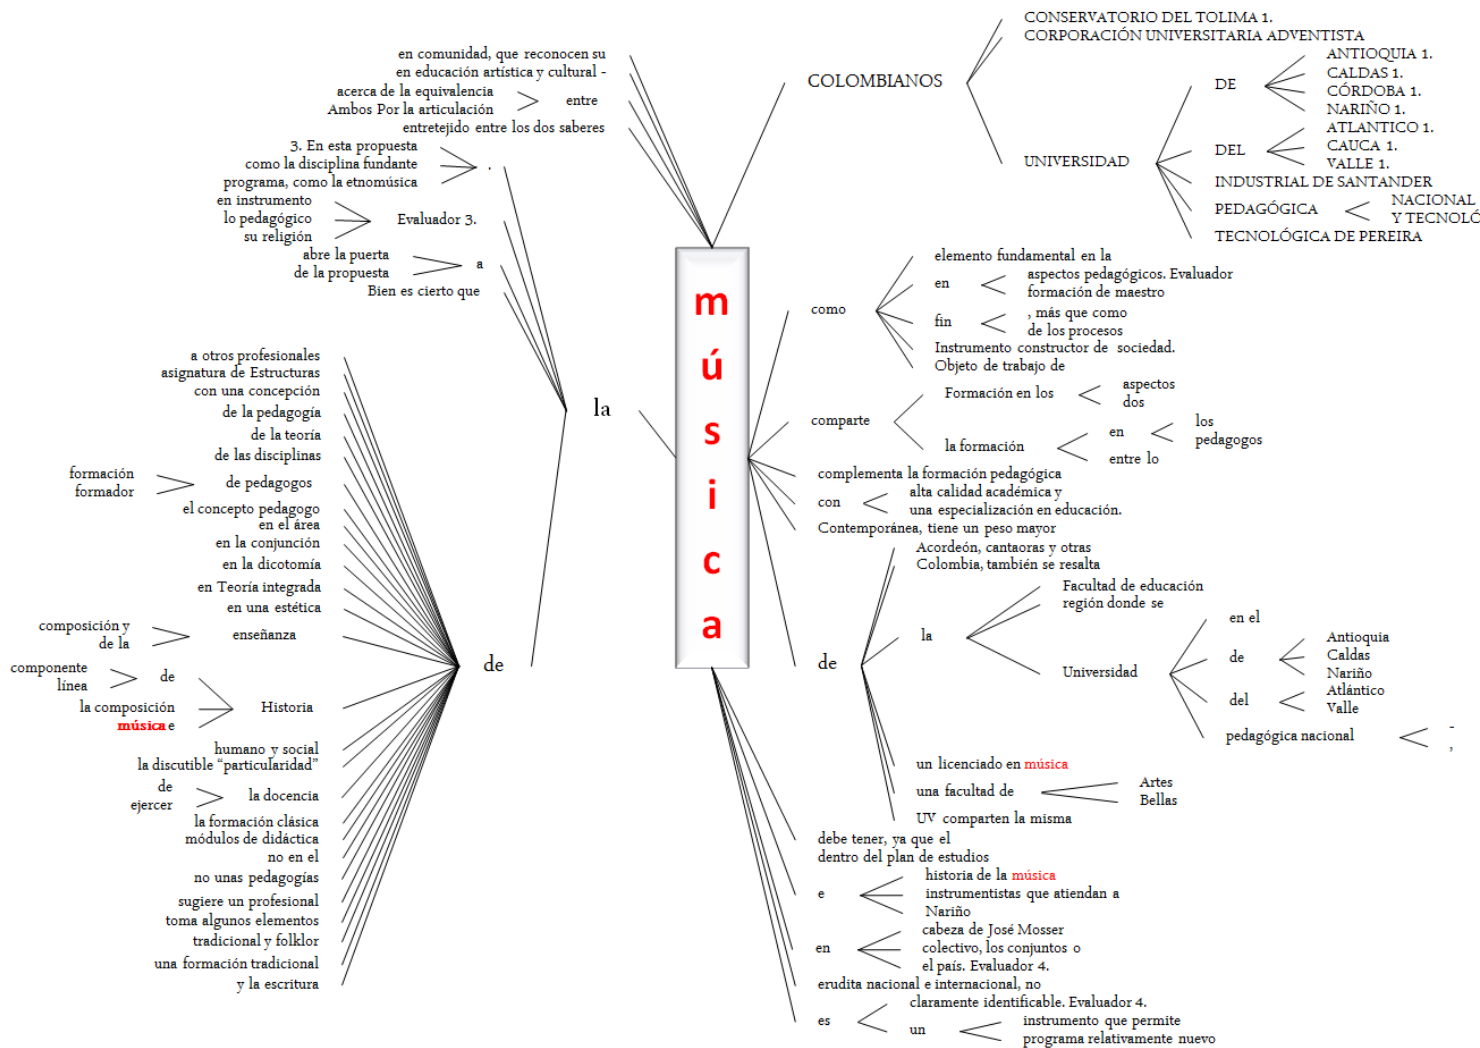 en comunidad, que reconocen su
en educación artística y cultural -
acerca de la equivalencia
Ambos Por la articulación
entre
entretejido entre los dos saberes
3. En esta propuesta
como la disciplina fundante
programa, como la etnomúsica
.
en instrumento
lo pedagógico
su religión
Evaluador 3.
abre la puerta
de la propuesta
a
Bien es cierto que
la
a otros profesionales
asignatura de Estructuras
con una concepción
de la pedagogía
de la teoría
de las disciplinas
formación
formador
de pedagogos
el concepto pedagogo
en el área
en la conjunción
en la dicotomía
en Teoría integrada
en una estética
composición y
de la
enseñanza
componente
línea
de
la composición
música e
Historia
humano y social
la discutible “particularidad”
de
ejercer
la docencia
la formación clásica
módulos de didáctica
no en el
no unas pedagogías
sugiere un profesional
toma algunos elementos
tradicional y folklor
una formación tradicional
y la escritura
de
música
COLOMBIANOS
CONSERVATORIO DEL TOLIMA 1.
CORPORACIÓN UNIVERSITARIA ADVENTISTA
UNIVERSIDAD
DE
ANTIOQUIA 1.
CALDAS 1.
CÓRDOBA 1.
NARIÑO 1.
DEL
ATLANTICO 1.
CAUCA 1.
VALLE 1.
INDUSTRIAL DE SANTANDER
PEDAGÓGICA
NACIONAL
Y TECNOLÓ
TECNOLÓGICA DE PEREIRA
como
elemento fundamental en la
en
aspectos pedagógicos. Evaluador
formación de maestro
fin
, más que como
de los procesos
Instrumento constructor de sociedad.
Objeto de trabajo de
comparte
Formación en los
aspectos
dos
la formación
en
los
pedagogos
entre lo
complementa la formación pedagógica
con
alta calidad académica y
una especialización en educación.
Contemporánea, tiene un peso mayor
de
Acordeón, cantaoras y otras
Colombia, también se resalta
la
Facultad de educación
región donde se
Universidad
en el
de
Antioquia
Caldas
Nariño
del
Atlántico
Valle
pedagógica nacional
-
,
un licenciado en música
una facultad de
Artes
Bellas
UV comparten la misma
debe tener, ya que el
dentro del plan de estudios
e
historia de la música
instrumentistas que atiendan a
Nariño
en
cabeza de José Mosser
colectivo, los conjuntos o
el país. Evaluador 4.
erudita nacional e internacional, no
es
claramente identificable. Evaluador 4.
un
instrumento que permite
programa relativamente nuevo